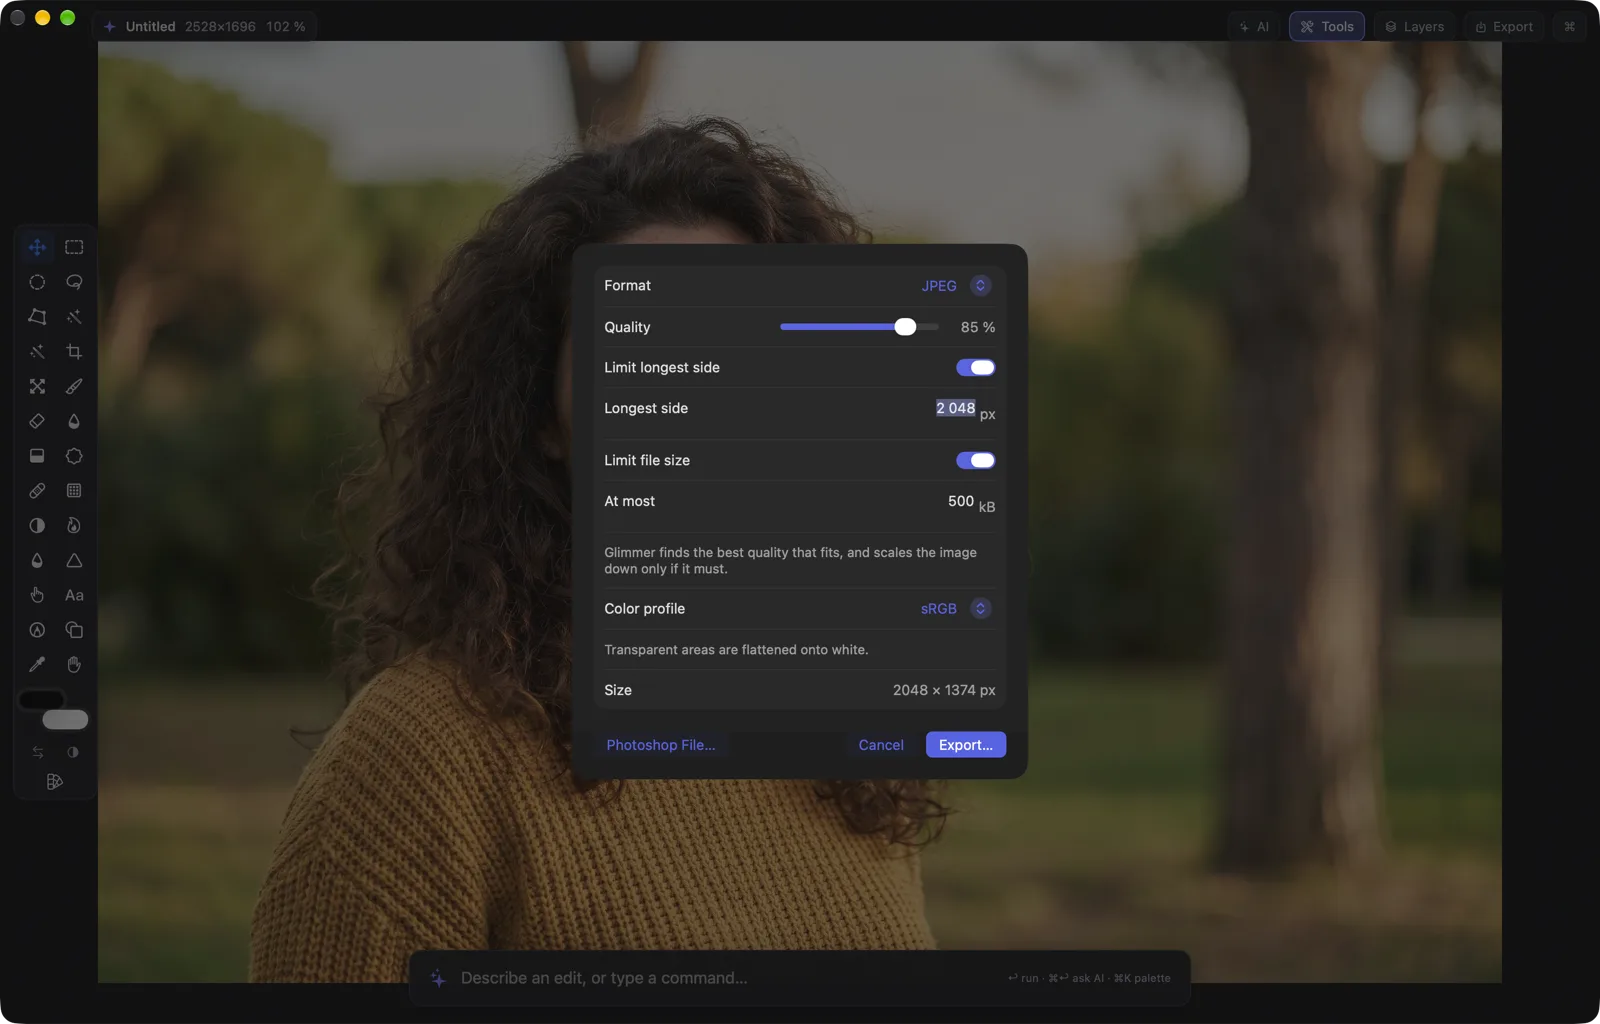 Untitled 2528×1696 102 %
AI Tools Layers Export ⌘
Format JPEG
Quality 85 %
Limit longest side
Longest side 2 048 px
Limit file size
At most 500 kB
Glimmer finds the best quality that fits, and scales the image
down only if it must.
Color profile sRGB
Transparent areas are flattened onto white.
Size 2048 × 1374 px
Photoshop File... Cancel Export...
Aa
Describe an edit, or type a command... ↩ run · ⌘↩ ask AI · ⌘K palette